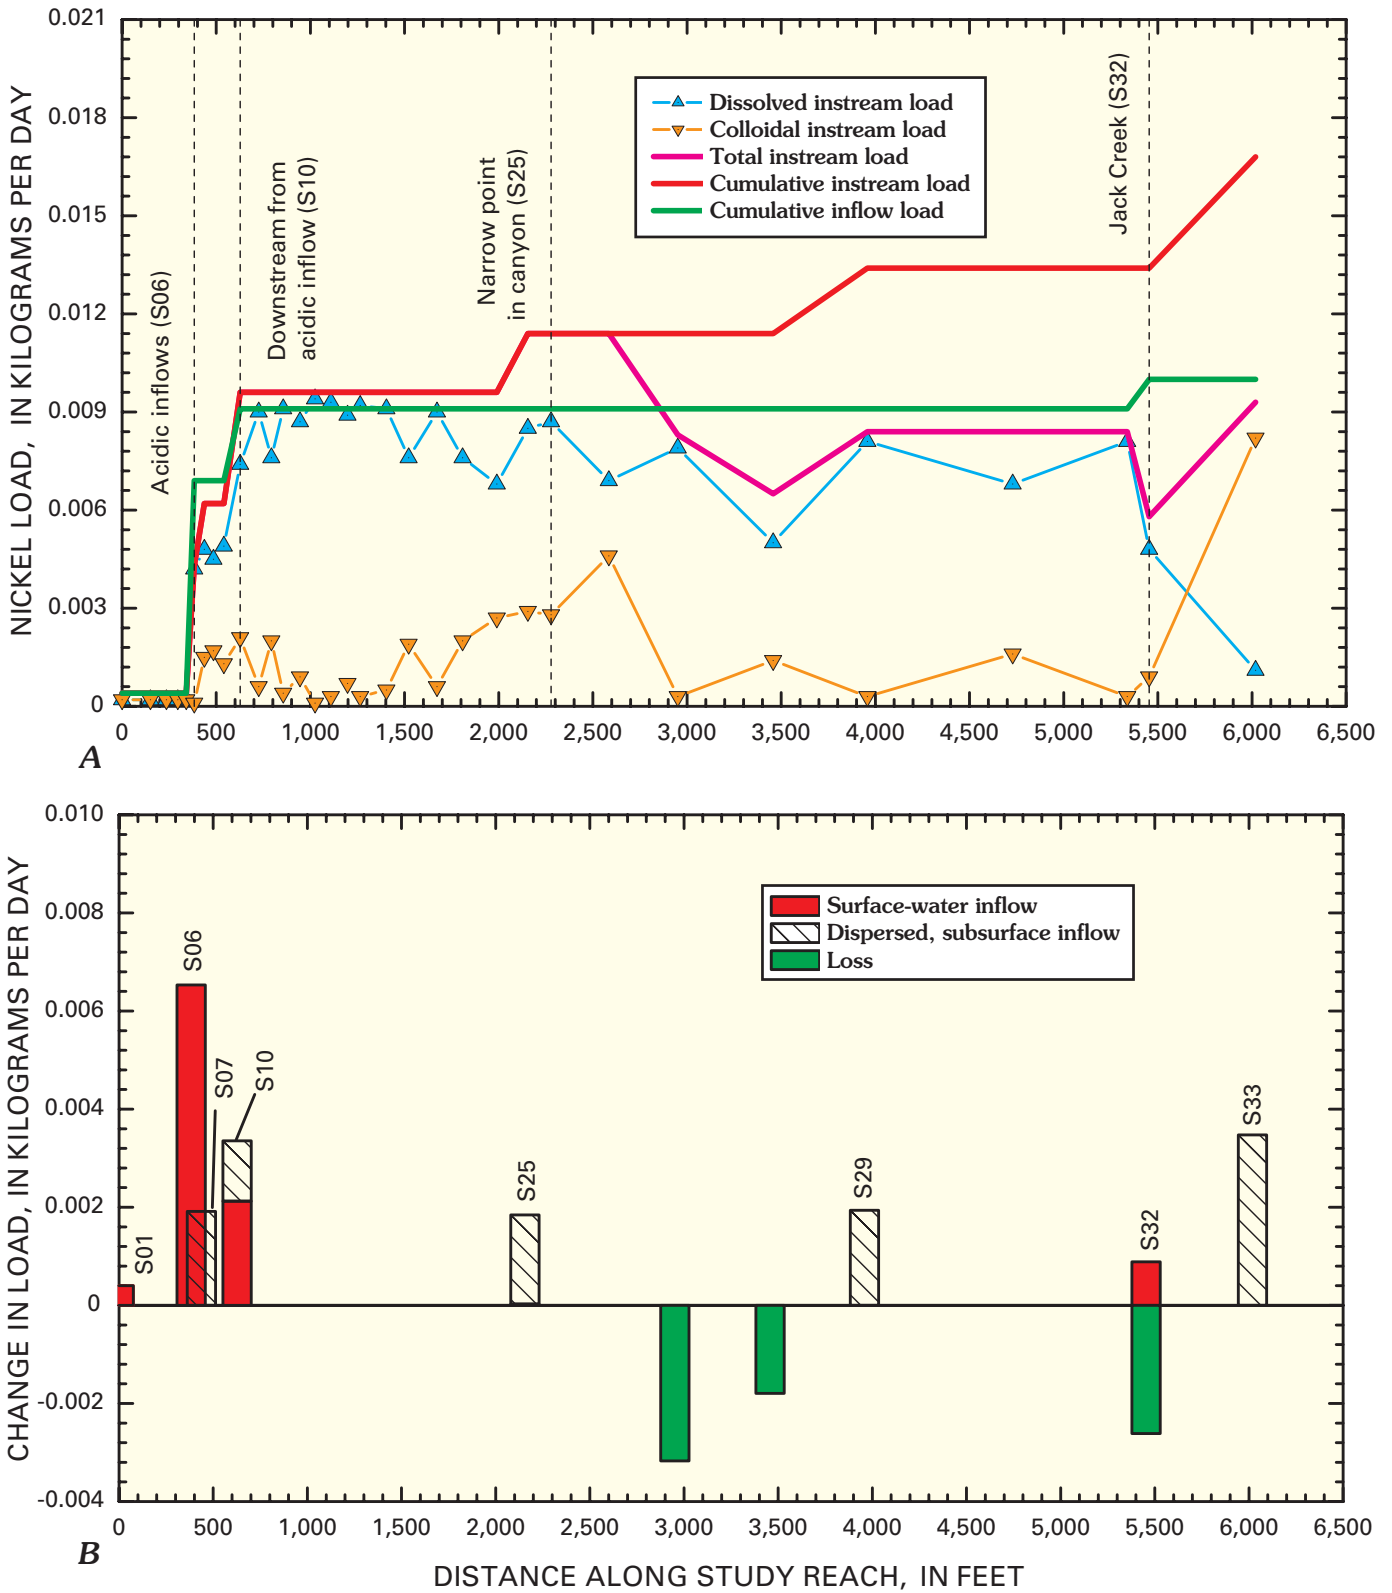 0.021
0.018
0.015
0.012
0.009
0.006
0.003
0
NICKEL LOAD, IN KILOGRAMS PER DAY
Acidic inflows (S06)
Downstream from
acidic inflow (S10)
Narrow point
in canyon (S25)
Jack Creek (S32)
Dissolved instream load
Colloidal instream load
Total instream load
Cumulative instream load
Cumulative inflow load
0 500 1,000 1,500 2,000 2,500 3,000 3,500 4,000 4,500 5,000 5,500 6,000 6,500
A
0.010
0.008
0.006
0.004
0.002
0
-0.002
-0.004
CHANGE IN LOAD, IN KILOGRAMS PER DAY
Surface-water inflow
Dispersed, subsurface inflow
Loss
S01
S06
S07
S10
S25
S29
S32
S33
0 500 1,000 1,500 2,000 2,500 3,000 3,500 4,000 4,500 5,000 5,500 6,000 6,500
B
DISTANCE ALONG STUDY REACH, IN FEET